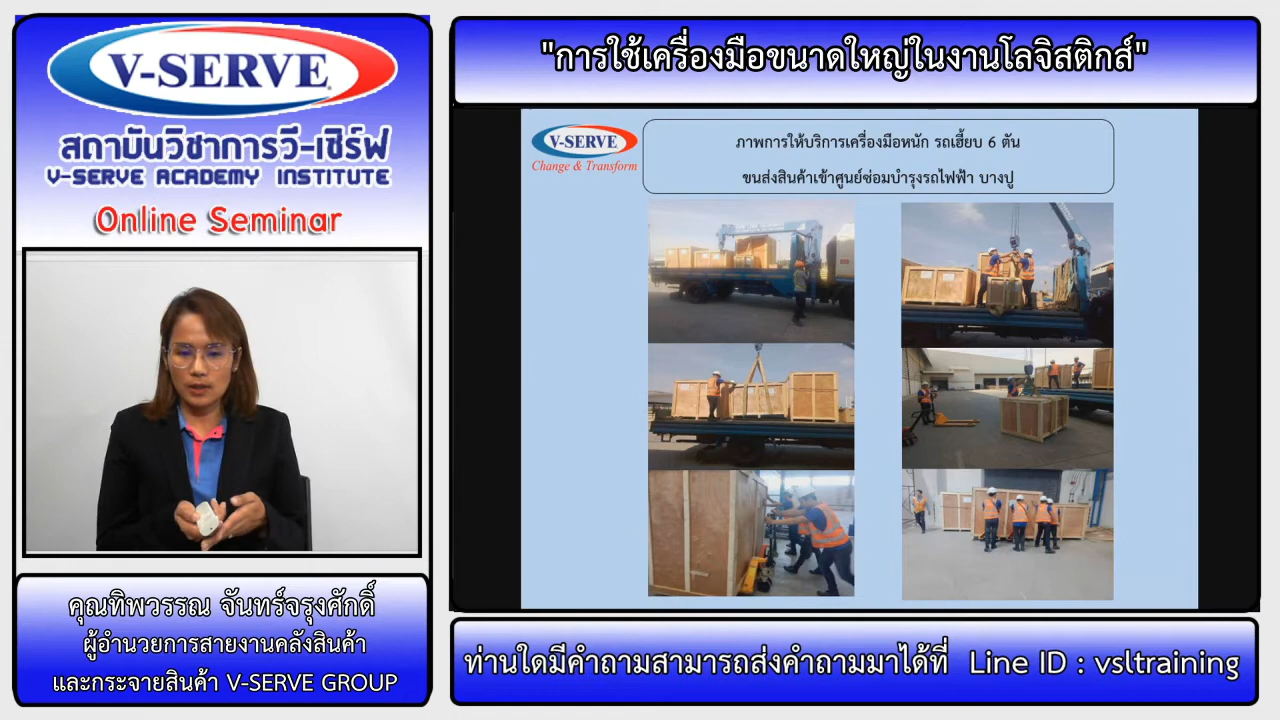 V-SERVE
สถาบันวิชาการวี-เซิร์ฟ
V-SERVE ACADEMY INSTITUTE
Online Seminar
คุณทิพวรรณ จันทร์จรุงศักดิ์
ผู้อำนวยการสายงานคลังสินค้า
และกระจายสินค้า V-SERVE GROUP
"การใช้เครื่องมือขนาดใหญ่ในงานโลจิสติกส์"
V-SERVE
Change & Transform
ภาพการให้บริการเครื่องมือหนัก รถเฮี๊ยบ 6 ตัน
ขนส่งสินค้าเข้าศูนย์ซ่อมบำรุงรถไฟฟ้า บางปู
ท่านใดมีคำถามสามารถส่งคำถามมาได้ที่ Line ID : vsltraining